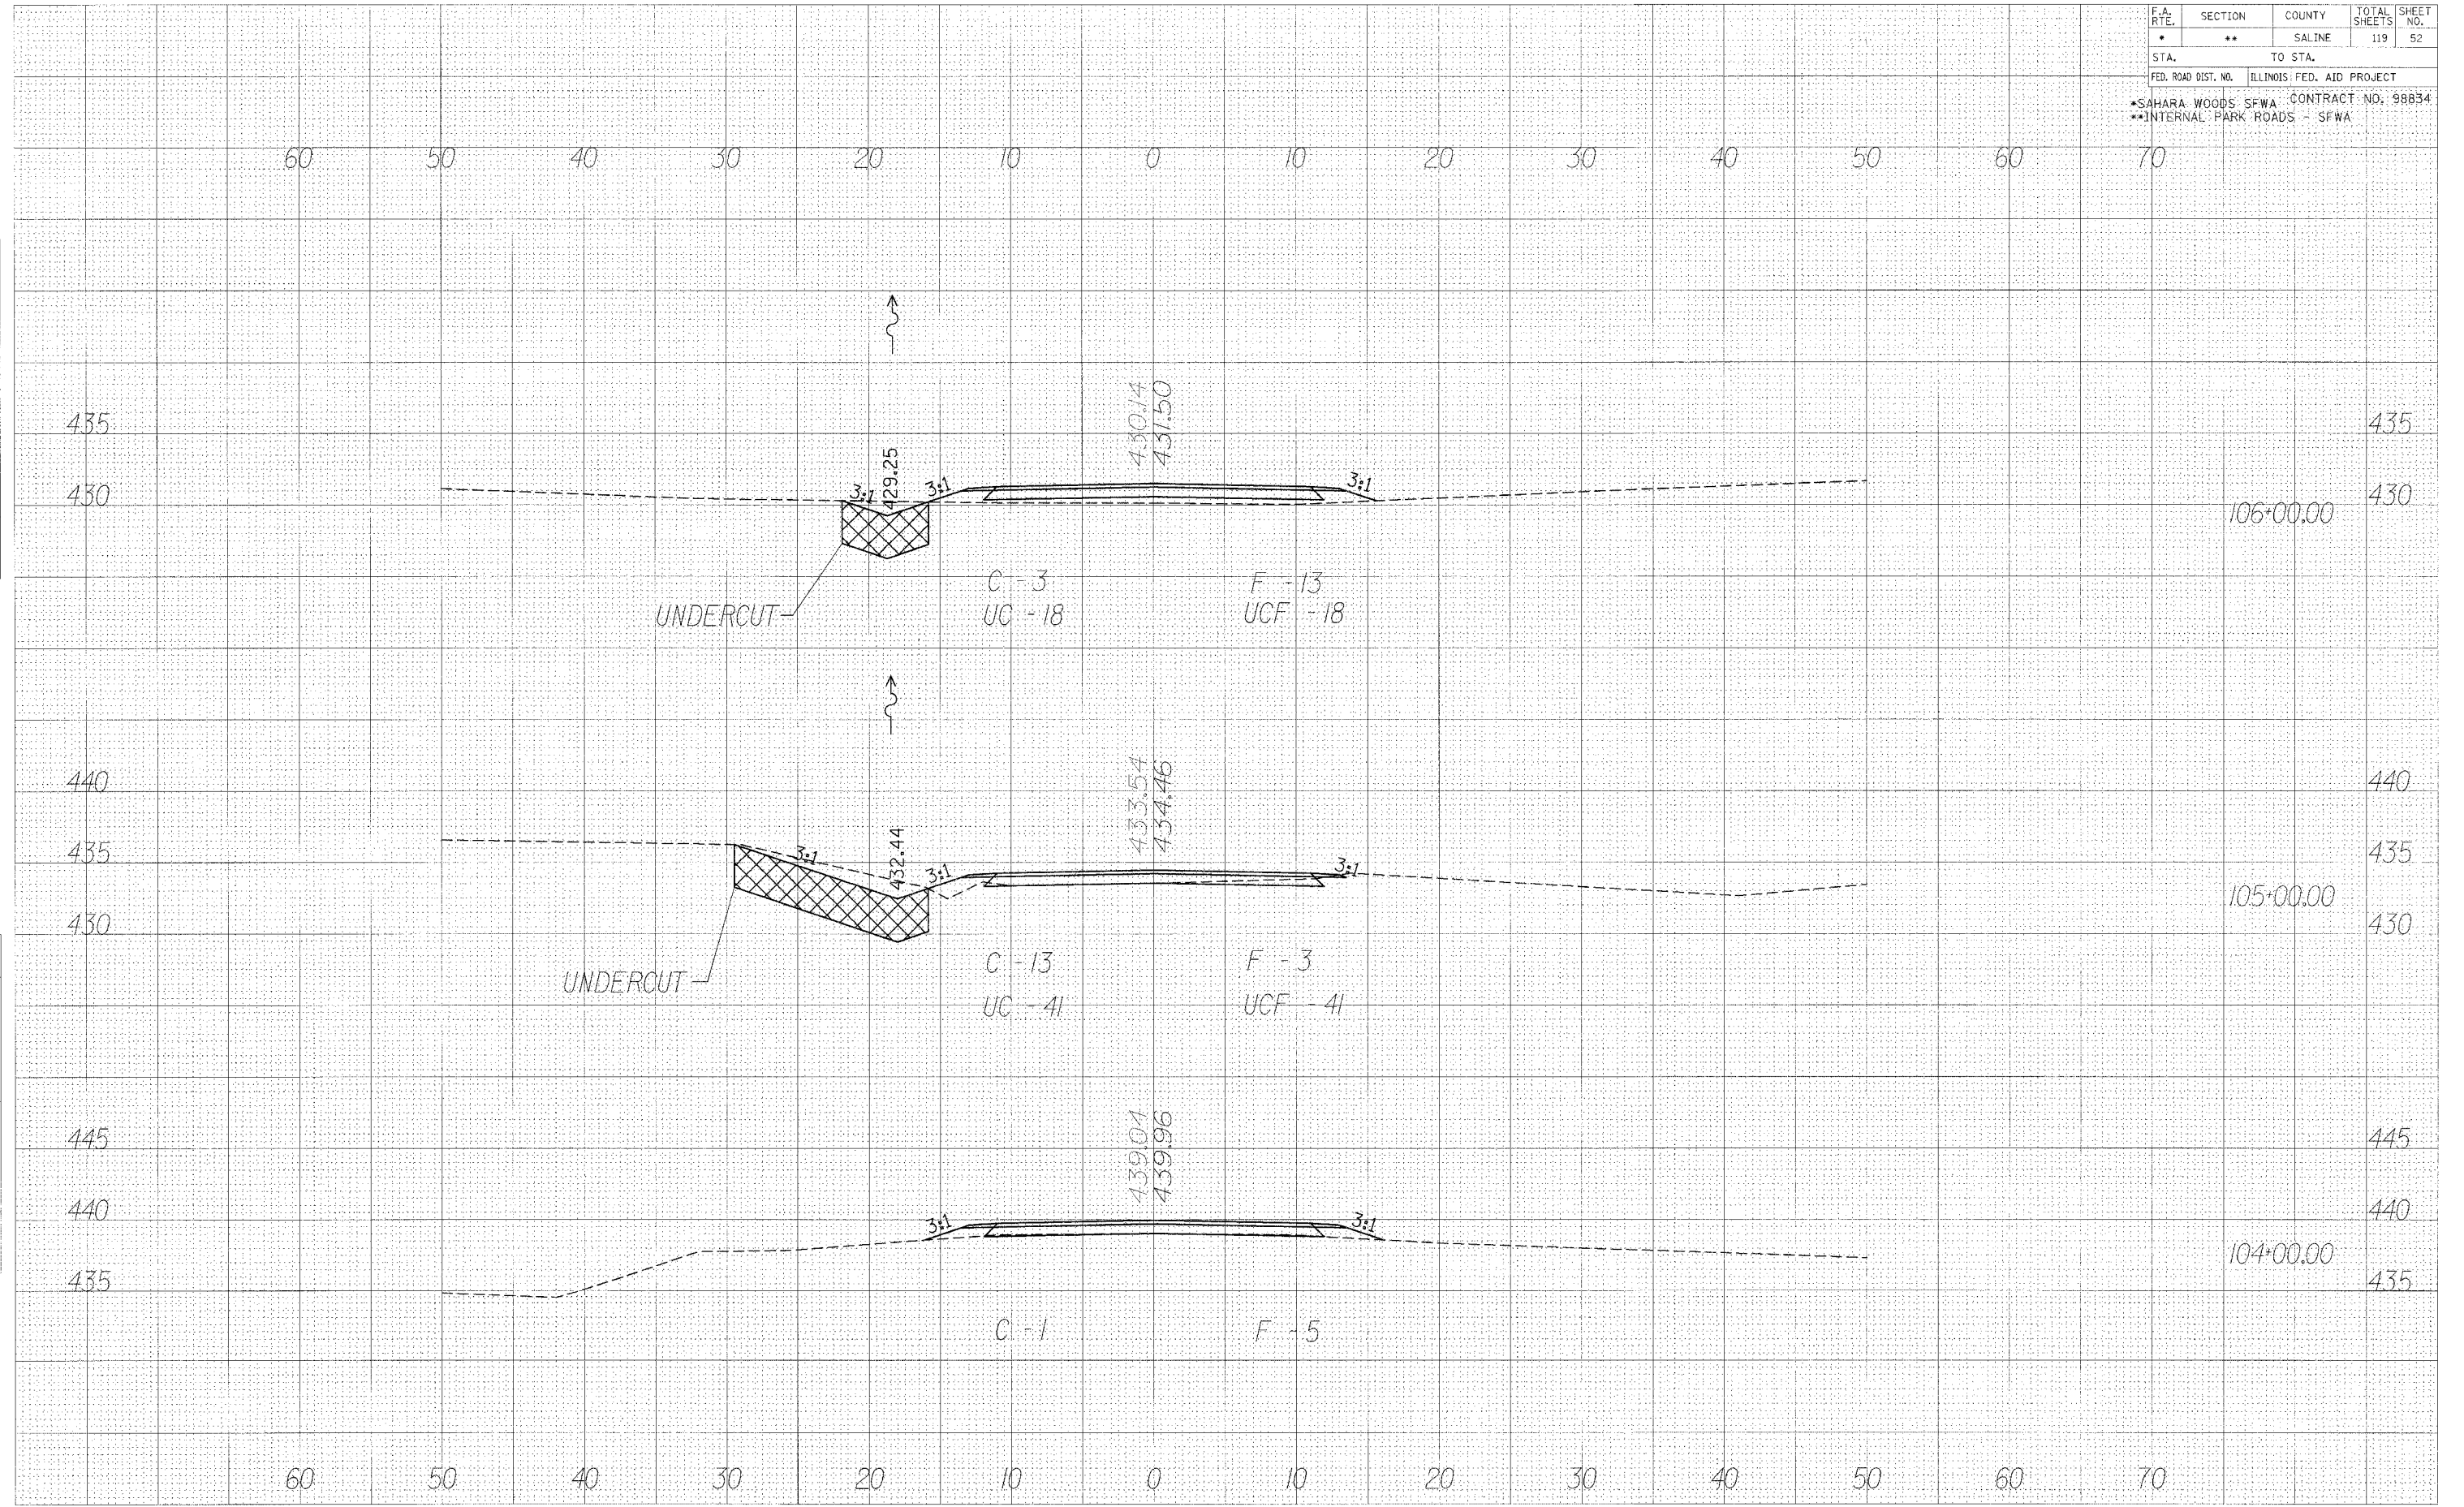 F.A. RTE. SECTION COUNTY TOTAL SHEETS SHEET NO.
* ** SALINE 119 52
STA. TO STA.
FED. ROAD DIST. NO. ILLINOIS FED. AID PROJECT
*SAHARA WOODS SFWA CONTRACT NO. 98834
**INTERNAL PARK ROADS - SFWA
60 50 40 30 20 10 0 10 20 30 40 50 60 70
430.14
431.50
435 435
429.25
3:1 3:1 3:1
430 430
106+00.00
C - 3 F - 13
UNDERCUT UC - 18 UCF - 18
433.54
434.46
440 440
432.44
435 3:1 3:1 3:1 435
105+00.00
430 430
C - 13 F - 3
UNDERCUT
UC - 41 UCF - 41
439.01
439.96
445 445
440 3:1 3:1 440
104+00.00
435 435
C - 1 F - 5
60 50 40 30 20 10 0 10 20 30 40 50 60 70